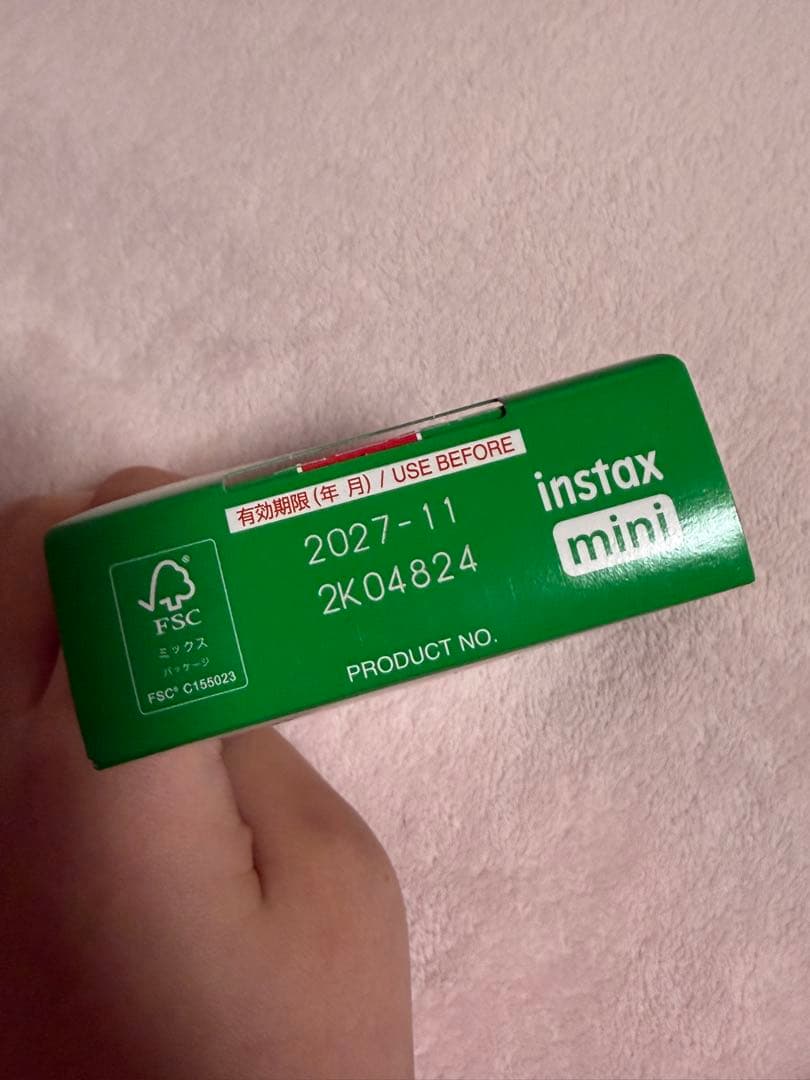 有効期限(年 月) / USE BEFORE
2027-11
2K04824
PRODUCT NO.
instax
mini
FSC®
ミックス
パッケージ
FSC® C155023